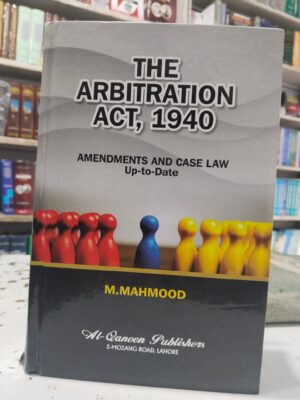 THE
ARBITRATION
ACT, 1940
AMENDMENTS AND CASE LAW
Up-to-Date
M.MAHMOOD
Al-Qanoon Publishers
2-MOZANG ROAD, LAHORE